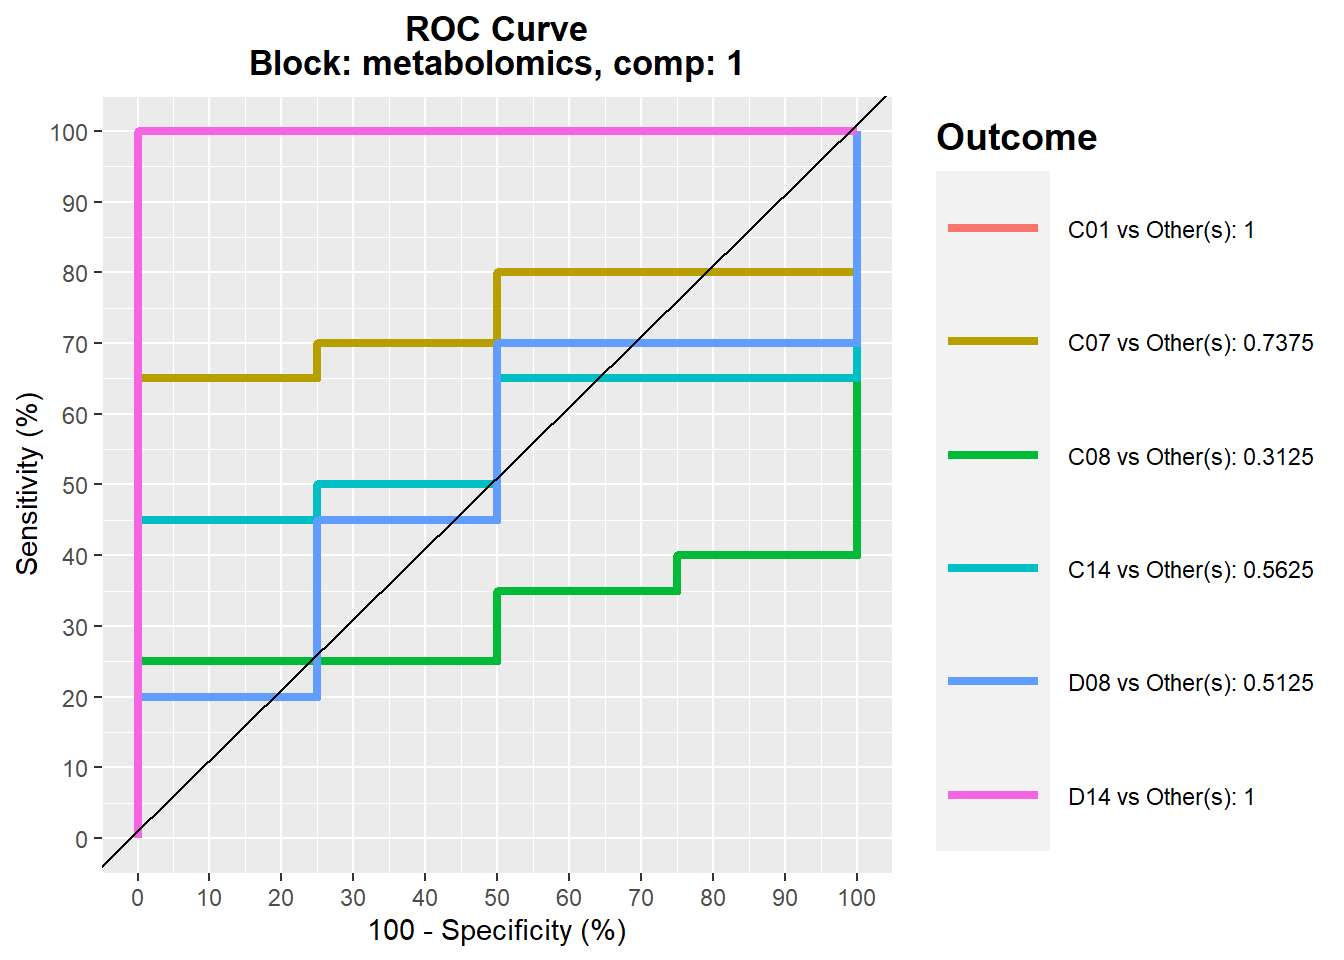 ROC Curve
Block: metabolomics, comp: 1
Sensitivity (%)
100
90
80
70
60
50
40
30
20
10
0
0 10 20 30 40 50 60 70 80 90 100
100 - Specificity (%)
Outcome
C01 vs Other(s): 1
C07 vs Other(s): 0.7375
C08 vs Other(s): 0.3125
C14 vs Other(s): 0.5625
D08 vs Other(s): 0.5125
D14 vs Other(s): 1